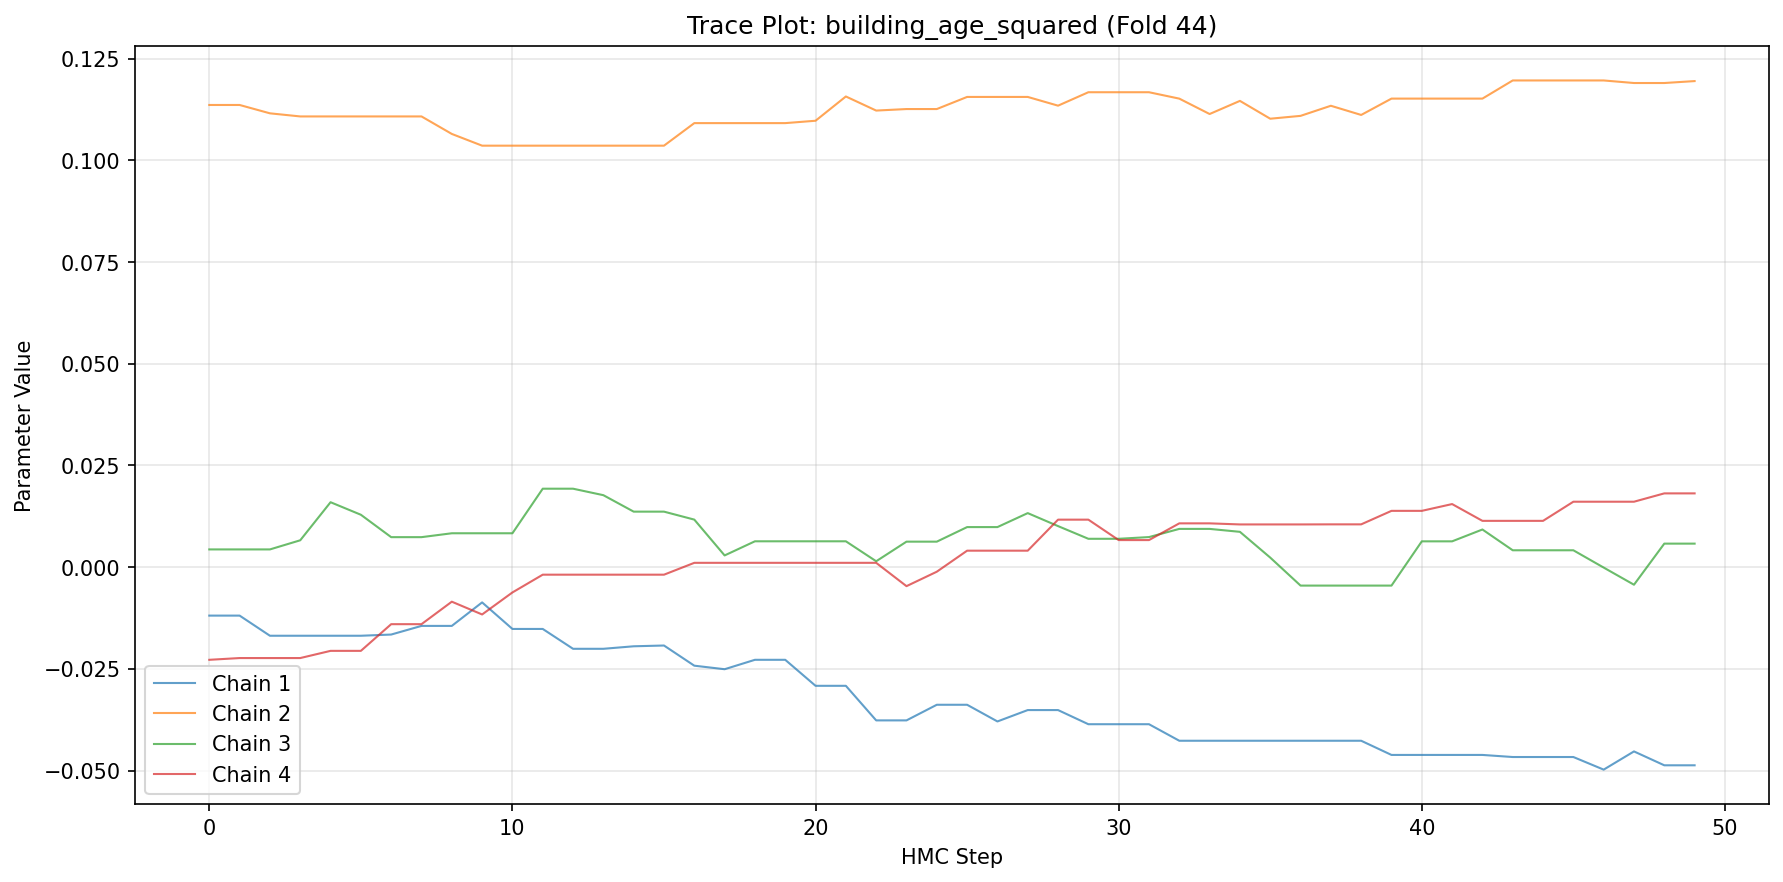 Trace Plot: building_age_squared (Fold 44)
0.125
0.100
0.075
0.050
0.025
0.000
−0.025
−0.050
Parameter Value
Chain 1
Chain 2
Chain 3
Chain 4
0 10 20 30 40 50
HMC Step